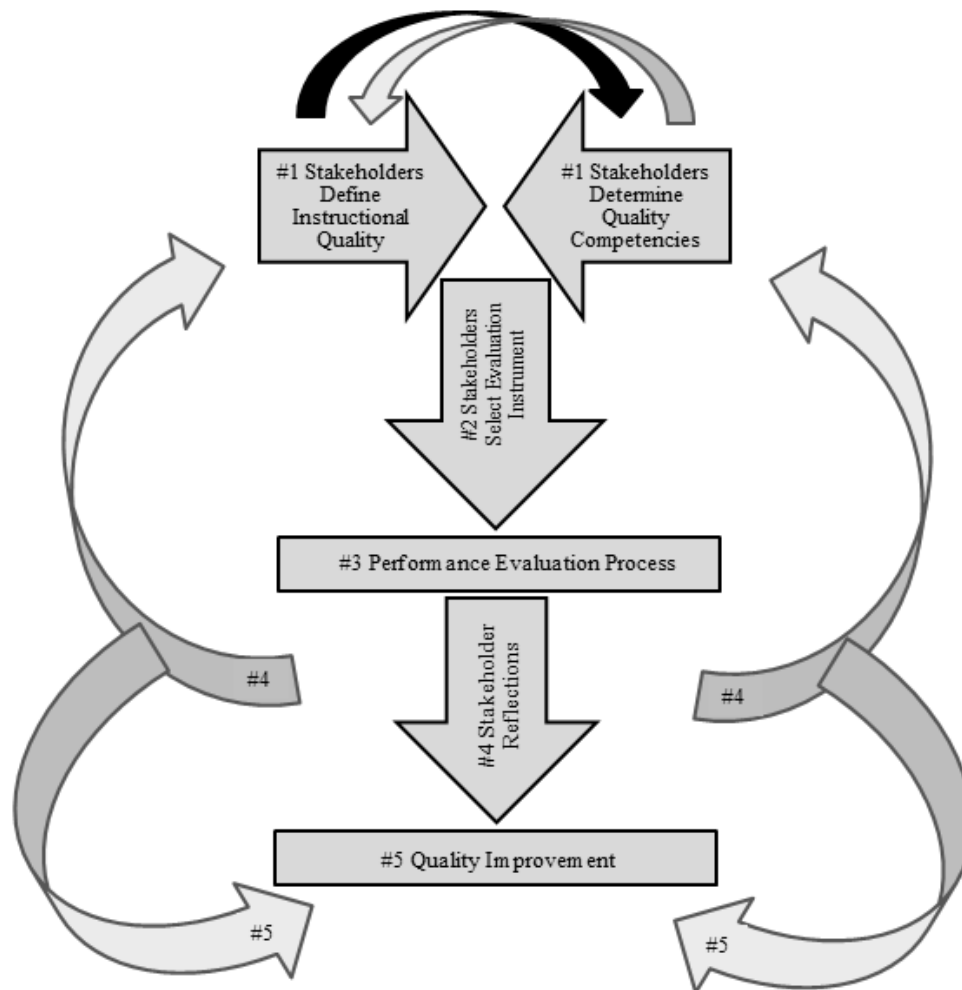 #1 Stakeholders
Define
Instructional
Quality
#1 Stakeholders
Determine
Quality
Competencies
#2 Stakeholders
Select Evaluation
Instrument
#3 Performance Evaluation Process
#4
#4 Stakeholder
Reflections
#4
#5 Quality Improvement
#5
#5